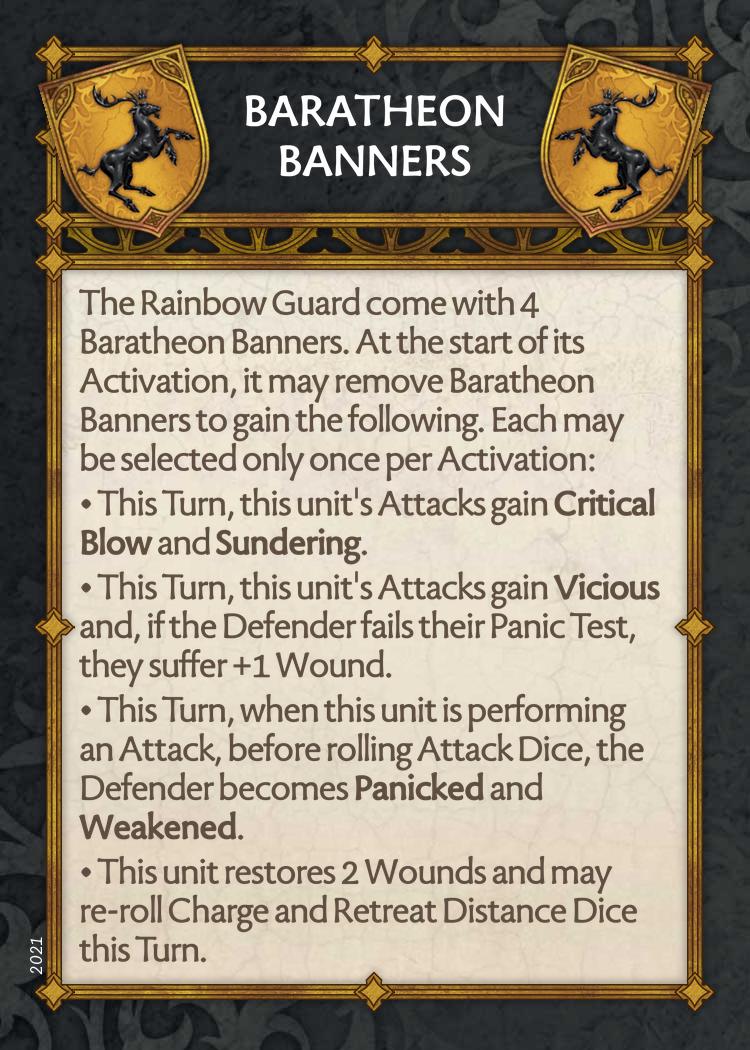 BARATHEON
BANNERS
The Rainbow Guard come with 4
Baratheon Banners. At the start of its
Activation, it may remove Baratheon
Banners to gain the following. Each may
be selected only once per Activation:
• This Turn, this unit's Attacks gain Critical
Blow and Sundering.
• This Turn, this unit's Attacks gain Vicious
and, if the Defender fails their Panic Test,
they suffer +1 Wound.
• This Turn, when this unit is performing
an Attack, before rolling Attack Dice, the
Defender becomes Panicked and
Weakened.
• This unit restores 2 Wounds and may
re-roll Charge and Retreat Distance Dice
this Turn.
2021